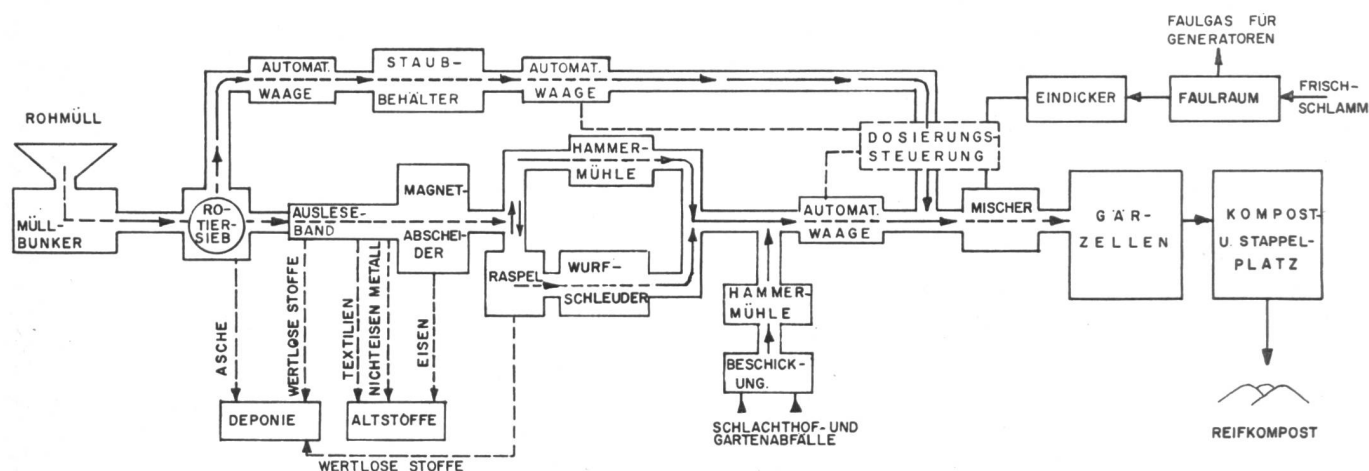 FAULGAS FÜR
GENERATOREN
AUTOMAT.
WAAGE
STAUB-
BEHÄLTER
AUTOMAT.
WAAGE
EINDICKER
FAULRAUM
FRISCH-
SCHLAMM
ROHMÜLL
MÜLL-
BUNKER
RO-
TIER-
SIEB
AUSLESE-
BAND
MAGNET-
ABSCHEI-
DER
HAMMER-
MÜHLE
RASPEL
WURF-
SCHLEUDER
DOSIERUNGS-
STEUERUNG
AUTOMAT.
WAAGE
MISCHER
GÄR-
ZELLEN
KOMPOST-
U. STAPPEL-
PLATZ
HAMMER-
MÜHLE
BESCHICK-
UNG.
SCHLACHTHOF- UND
GARTENABFÄLLE
ASCHE
WERTLOSE STOFFE
TEXTILIEN
NICHTEISEN METALL
EISEN
DEPONIE
ALTSTOFFE
WERTLOSE STOFFE
REIFKOMPOST